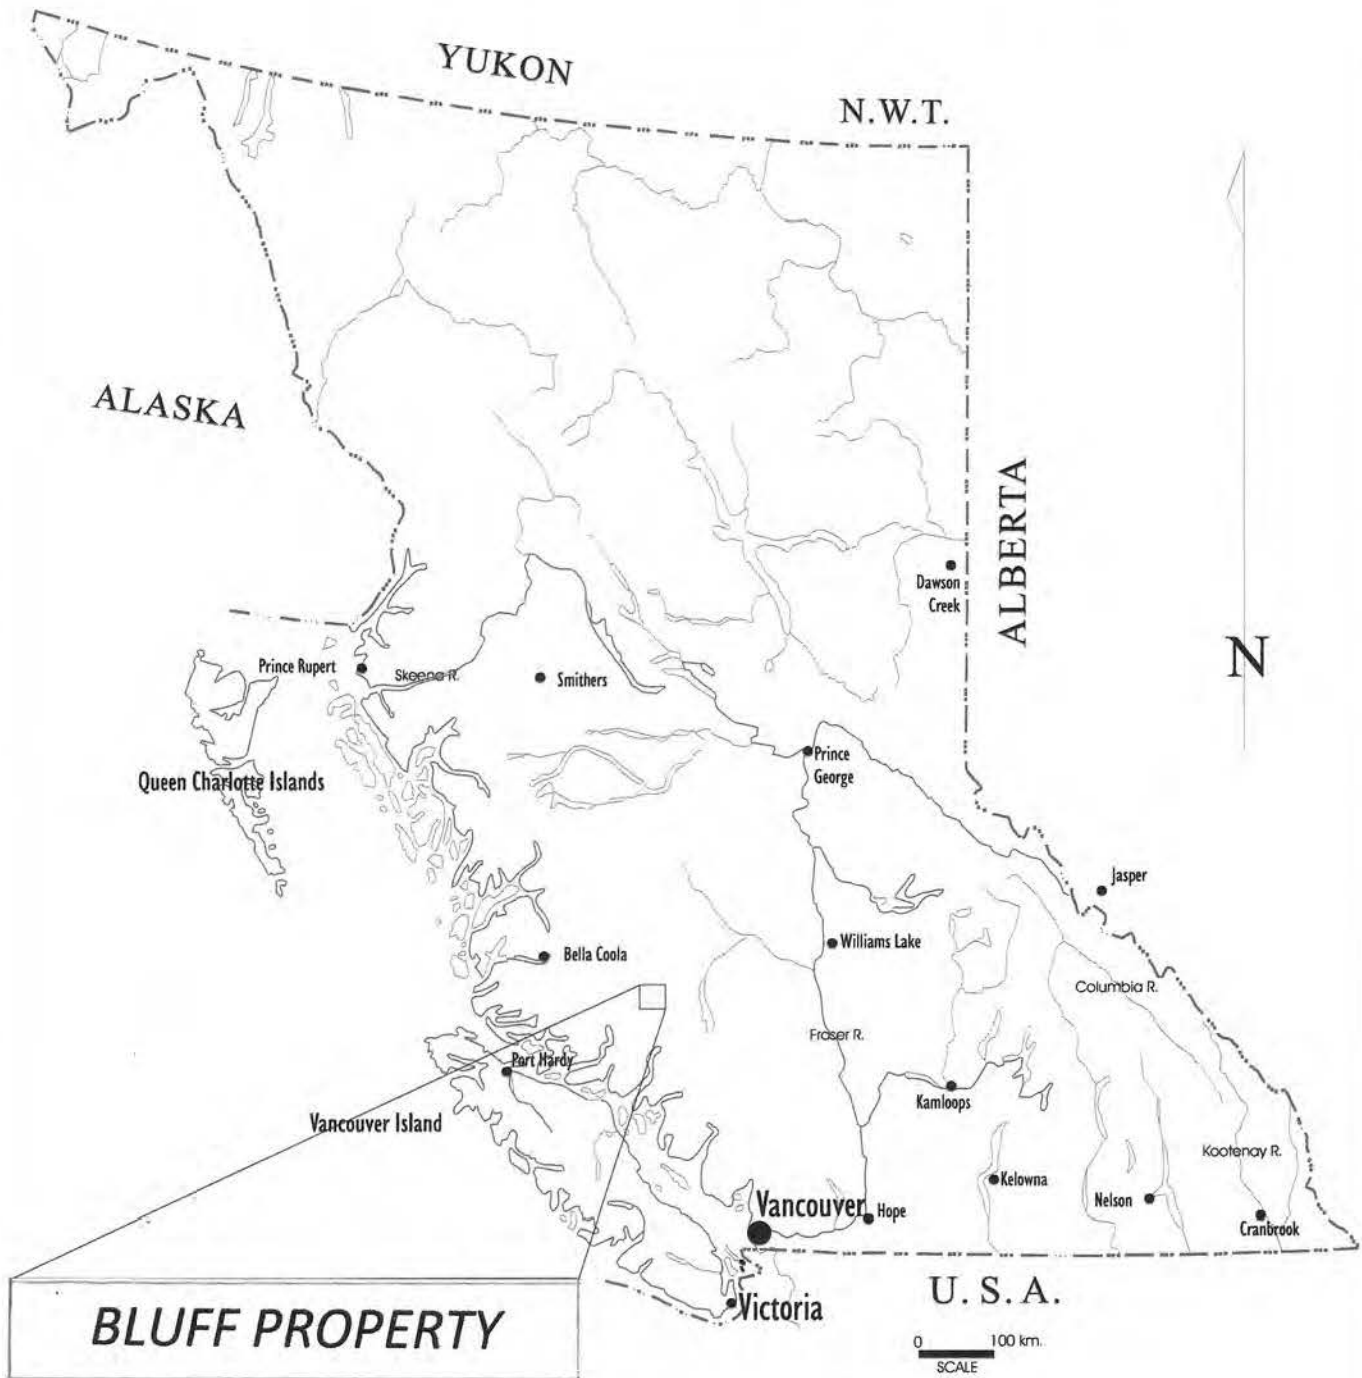 YUKON
N.W.T.
ALASKA
ALBERTA
Dawson
Creek
N
Prince Rupert
Skeena R.
Smithers
Prince
George
Queen Charlotte Islands
Jasper
Williams Lake
Bella Coola
Columbia R.
Fraser R.
Port Hardy
Kamloops
Vancouver Island
Kootenay R.
Kelowna
Nelson
Vancouver
Hope
Cranbrook
U. S. A.
Victoria
BLUFF PROPERTY
0 100 km.
SCALE